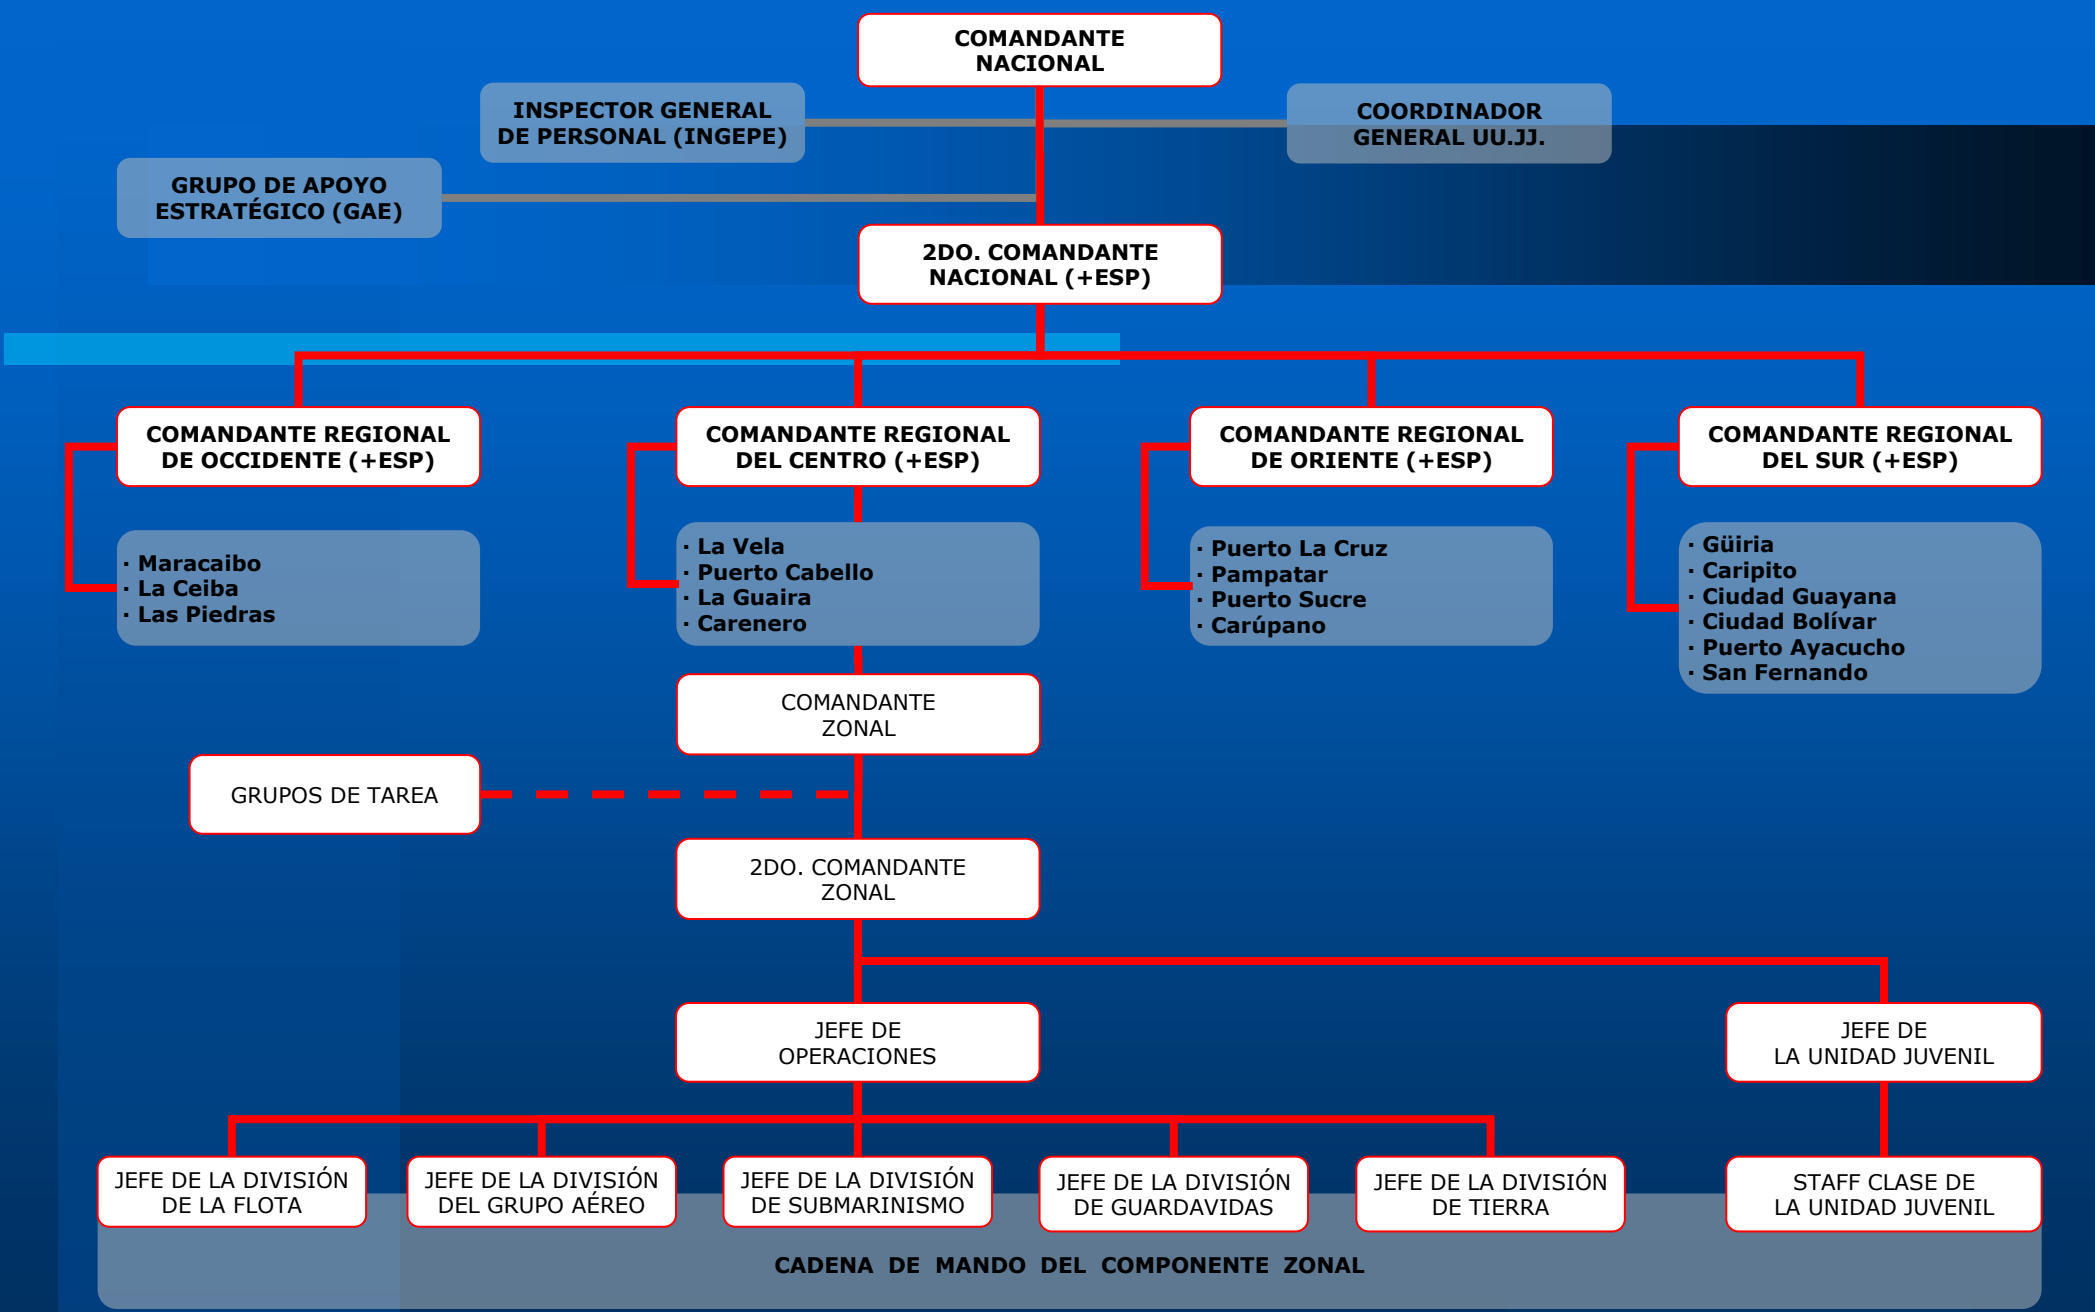 COMANDANTE
NACIONAL
INSPECTOR GENERAL
DE PERSONAL (INGEPE)
COORDINADOR
GENERAL UU.JJ.
GRUPO DE APOYO
ESTRATÉGICO (GAE)
2DO. COMANDANTE
NACIONAL (+ESP)
COMANDANTE REGIONAL
DE OCCIDENTE (+ESP)
COMANDANTE REGIONAL
DEL CENTRO (+ESP)
COMANDANTE REGIONAL
DE ORIENTE (+ESP)
COMANDANTE REGIONAL
DEL SUR (+ESP)
· Maracaibo
· La Ceiba
· Las Piedras
· La Vela
· Puerto Cabello
· La Guaira
· Carenero
· Puerto La Cruz
· Pampatar
· Puerto Sucre
· Carúpano
· Güiria
· Caripito
· Ciudad Guayana
· Ciudad Bolívar
· Puerto Ayacucho
· San Fernando
COMANDANTE
ZONAL
GRUPOS DE TAREA
2DO. COMANDANTE
ZONAL
JEFE DE
OPERACIONES
JEFE DE
LA UNIDAD JUVENIL
JEFE DE LA DIVISIÓN
DE LA FLOTA
JEFE DE LA DIVISIÓN
DEL GRUPO AÉREO
JEFE DE LA DIVISIÓN
DE SUBMARINISMO
JEFE DE LA DIVISIÓN
DE GUARDAVIDAS
JEFE DE LA DIVISIÓN
DE TIERRA
STAFF CLASE DE
LA UNIDAD JUVENIL
CADENA DE MANDO DEL COMPONENTE ZONAL